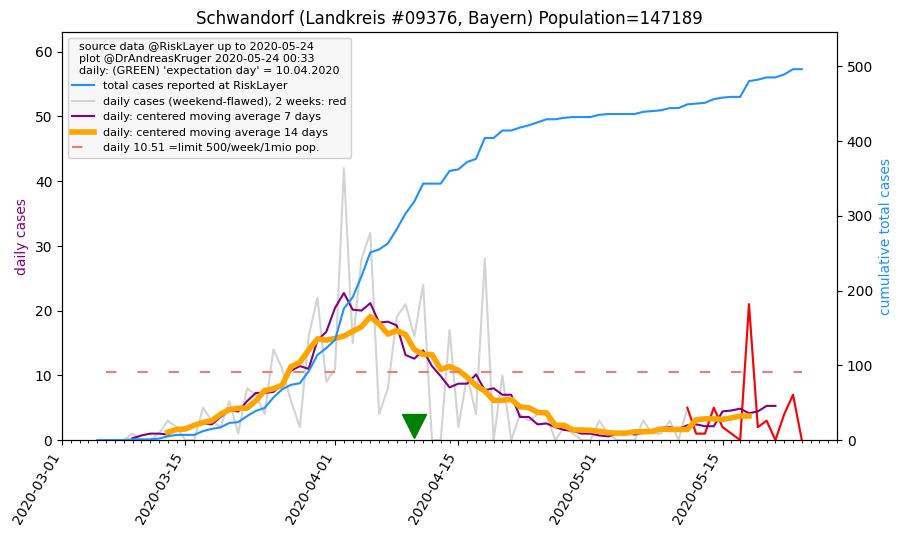 Schwandorf (Landkreis #09376, Bayern) Population=147189
source data @RiskLayer up to 2020-05-24
plot @DrAndreasKruger 2020-05-24 00:33
daily: (GREEN) 'expectation day' = 10.04.2020
total cases reported at RiskLayer
daily cases (weekend-flawed), 2 weeks: red
daily: centered moving average 7 days
daily: centered moving average 14 days
daily 10.51 =limit 500/week/1mio pop.
daily cases
60
50
40
30
20
10
0
cumulative total cases
500
400
300
200
100
0
2020-03-01
2020-03-15
2020-04-01
2020-04-15
2020-05-01
2020-05-15